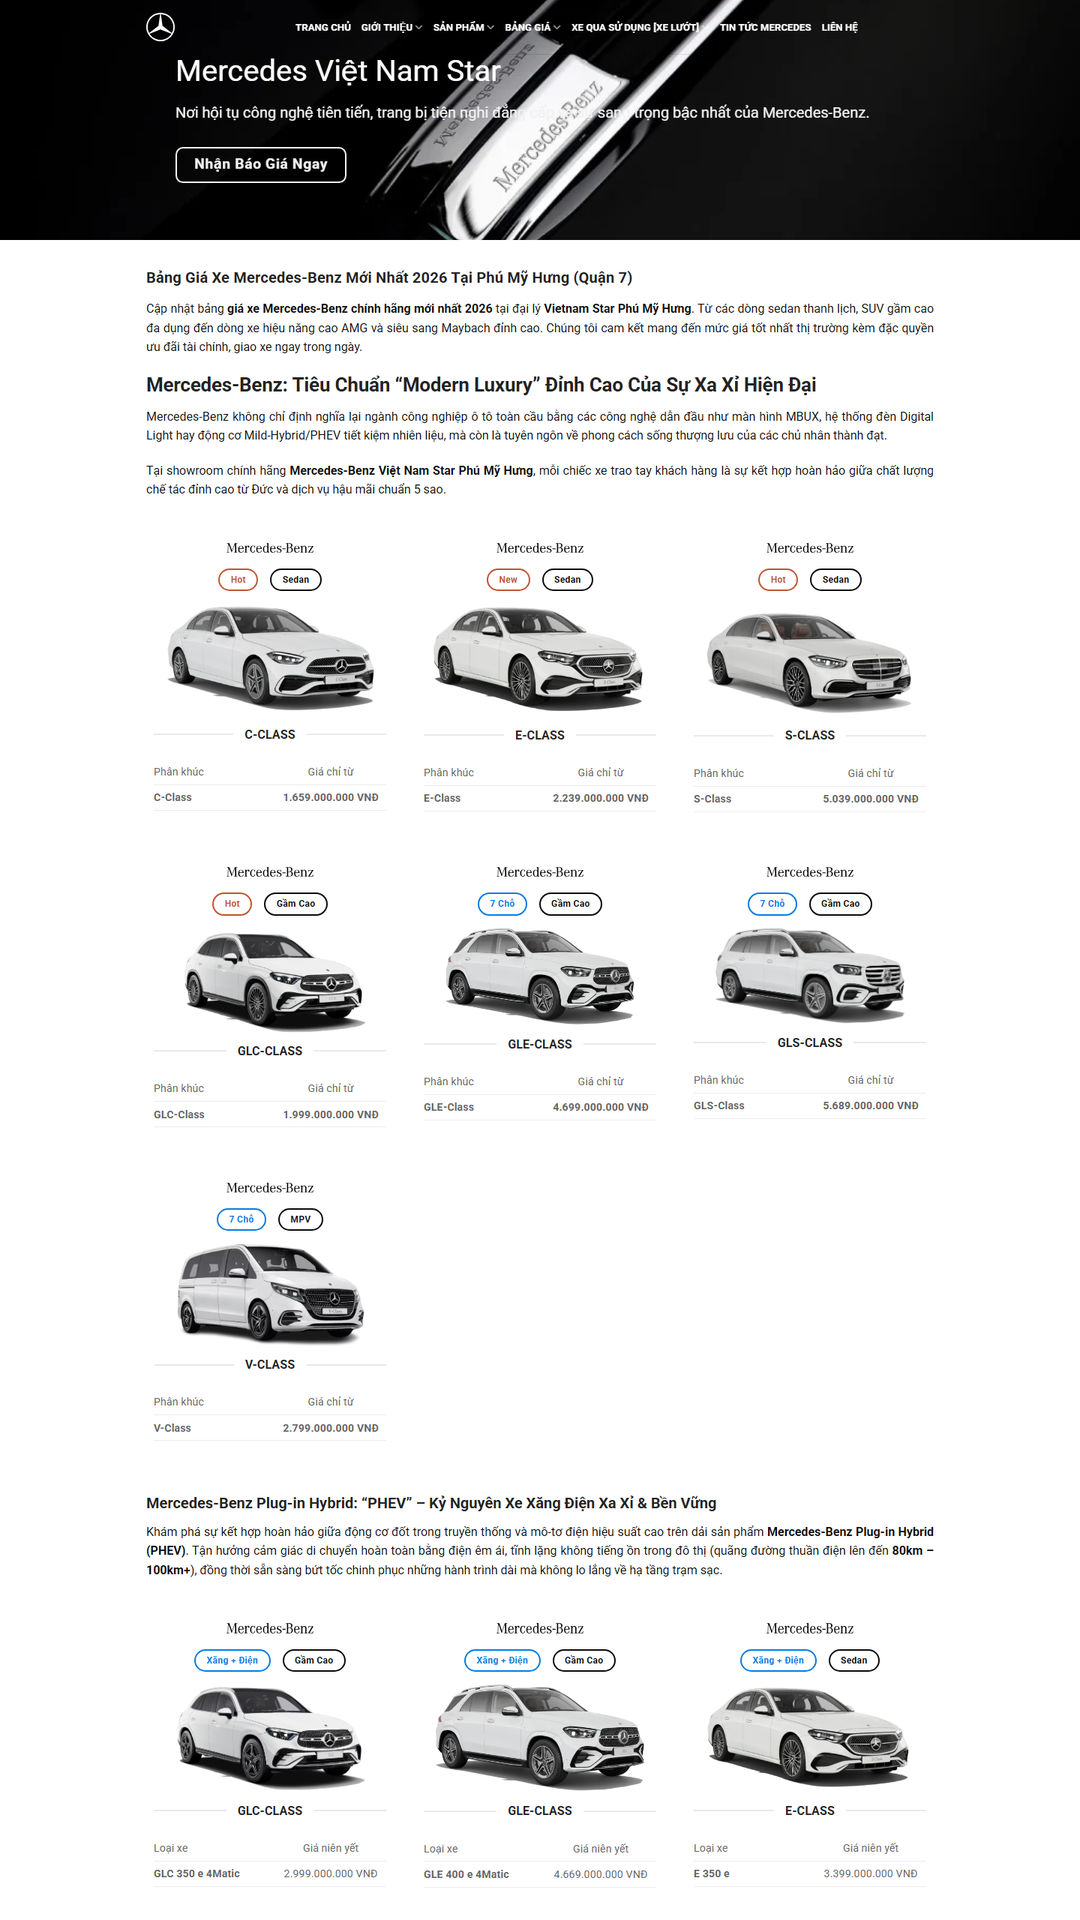 TRANG CHỦ GIỚI THIỆU SẢN PHẨM BẢNG GIÁ XE QUA SỬ DỤNG [XE LƯỚT] TIN TỨC MERCEDES LIÊN HỆ
Mercedes Việt Nam Star
Nơi hội tụ công nghệ tiên tiến, trang bị tiện nghi đẳng cấp sang trọng bậc nhất của Mercedes-Benz.
Mercedes-Benz
Nhận Báo Giá Ngay
Bảng Giá Xe Mercedes-Benz Mới Nhất 2026 Tại Phú Mỹ Hưng (Quận 7)
Cập nhật bảng giá xe Mercedes-Benz chính hãng mới nhất 2026 tại đại lý Vietnam Star Phú Mỹ Hưng. Từ các dòng sedan thanh lịch, SUV gầm cao
đa dụng đến dòng xe hiệu năng cao AMG và siêu sang Maybach đỉnh cao. Chúng tôi cam kết mang đến mức giá tốt nhất thị trường kèm đặc quyền
ưu đãi tài chính, giao xe ngay trong ngày.
Mercedes-Benz: Tiêu Chuẩn “Modern Luxury” Đỉnh Cao Của Sự Xa Xỉ Hiện Đại
Mercedes-Benz không chỉ định nghĩa lại ngành công nghiệp ô tô toàn cầu bằng các công nghệ dẫn đầu như màn hình MBUX, hệ thống đèn Digital
Light hay động cơ Mild-Hybrid/PHEV tiết kiệm nhiên liệu, mà còn là tuyên ngôn về phong cách sống thượng lưu của các chủ nhân thành đạt.
Tại showroom chính hãng Mercedes-Benz Việt Nam Star Phú Mỹ Hưng, mỗi chiếc xe trao tay khách hàng là sự kết hợp hoàn hảo giữa chất lượng
chế tác đỉnh cao từ Đức và dịch vụ hậu mãi chuẩn 5 sao.
Mercedes-Benz Mercedes-Benz Mercedes-Benz
Hot Sedan New Sedan Hot Sedan
C-CLASS E-CLASS S-CLASS
Phân khúc Giá chỉ từ Phân khúc Giá chỉ từ Phân khúc Giá chỉ từ
C-Class 1.659.000.000 VNĐ E-Class 2.239.000.000 VNĐ S-Class 5.039.000.000 VNĐ
Mercedes-Benz Mercedes-Benz Mercedes-Benz
Hot Gầm Cao 7 Chỗ Gầm Cao 7 Chỗ Gầm Cao
GLC-CLASS GLE-CLASS GLS-CLASS
Phân khúc Giá chỉ từ Phân khúc Giá chỉ từ Phân khúc Giá chỉ từ
GLC-Class 1.999.000.000 VNĐ GLE-Class 4.699.000.000 VNĐ GLS-Class 5.689.000.000 VNĐ
Mercedes-Benz
7 Chỗ MPV
V-CLASS
Phân khúc Giá chỉ từ
V-Class 2.799.000.000 VNĐ
Mercedes-Benz Plug-in Hybrid: “PHEV” – Kỷ Nguyên Xe Xăng Điện Xa Xỉ & Bền Vững
Khám phá sự kết hợp hoàn hảo giữa động cơ đốt trong truyền thống và mô-tơ điện hiệu suất cao trên dải sản phẩm Mercedes-Benz Plug-in Hybrid
(PHEV). Tận hưởng cảm giác di chuyển hoàn toàn bằng điện êm ái, tĩnh lặng không tiếng ồn trong đô thị (quãng đường thuần điện lên đến 80km –
100km+), đồng thời sẵn sàng bứt tốc chinh phục những hành trình dài mà không lo lắng về hạ tầng trạm sạc.
Mercedes-Benz Mercedes-Benz Mercedes-Benz
Xăng + Điện Gầm Cao Xăng + Điện Gầm Cao Xăng + Điện Sedan
GLC-CLASS GLE-CLASS E-CLASS
Loại xe Giá niên yết Loại xe Giá niên yết Loại xe Giá niên yết
GLC 350 e 4Matic 2.999.000.000 VNĐ GLE 400 e 4Matic 4.669.000.000 VNĐ E 350 e 3.399.000.000 VNĐ